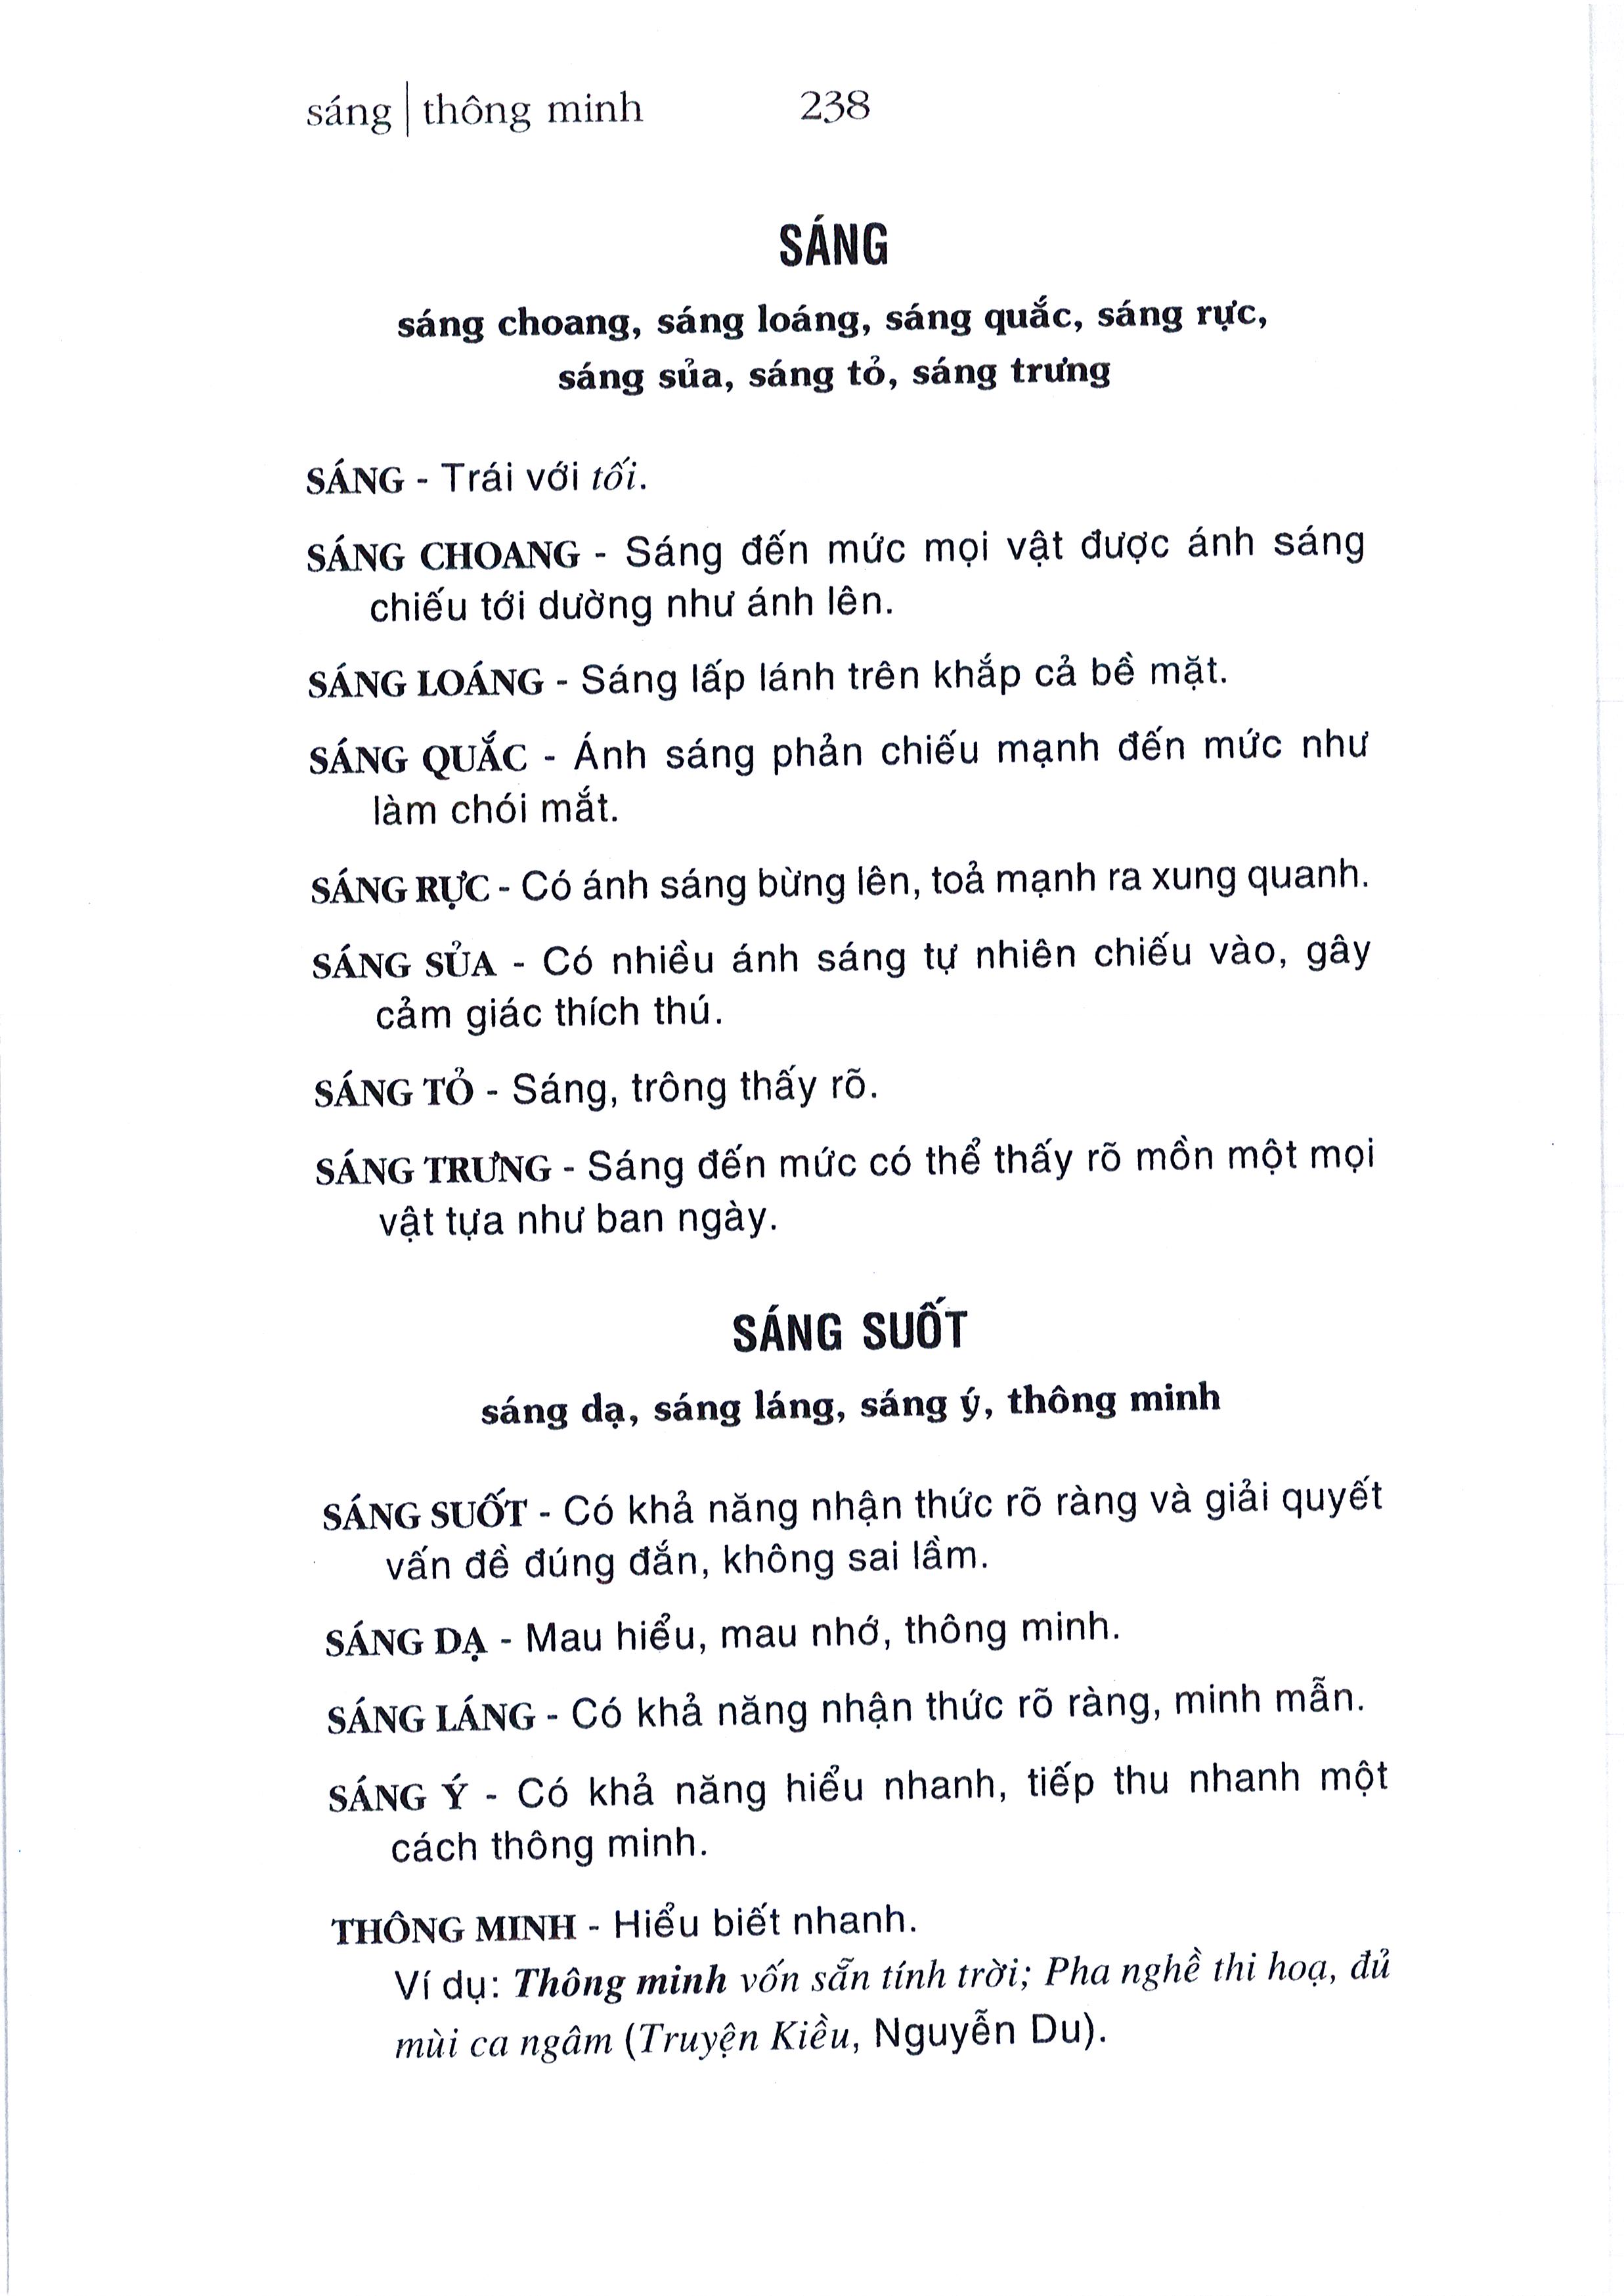 sáng | thông minh 238
SÁNG
sáng choang, sáng loáng, sáng quắc, sáng rực,
sáng sủa, sáng tỏ, sáng trưng
SÁNG - Trái với tối.
SÁNG CHOANG - Sáng đến mức mọi vật được ánh sáng
chiếu tới dường như ánh lên.
SÁNG LOÁNG - Sáng lấp lánh trên khắp cả bề mặt.
SÁNG QUẮC - Ánh sáng phản chiếu mạnh đến mức như
làm chói mắt.
SÁNG RỰC - Có ánh sáng bừng lên, toả mạnh ra xung quanh.
SÁNG SỦA - Có nhiều ánh sáng tự nhiên chiếu vào, gây
cảm giác thích thú.
SÁNG TỎ - Sáng, trông thấy rõ.
SÁNG TRƯNG - Sáng đến mức có thể thấy rõ mồn một mọi
vật tựa như ban ngày.
SÁNG SUỐT
sáng dạ, sáng láng, sáng ý, thông minh
SÁNG SUỐT - Có khả năng nhận thức rõ ràng và giải quyết
vấn đề đúng đắn, không sai lầm.
SÁNG DẠ - Mau hiểu, mau nhớ, thông minh.
SÁNG LÁNG - Có khả năng nhận thức rõ ràng, minh mẫn.
SÁNG Ý - Có khả năng hiểu nhanh, tiếp thu nhanh một
cách thông minh.
THÔNG MINH - Hiểu biết nhanh.
Ví dụ: Thông minh vốn sẵn tính trời; Pha nghề thi hoạ, đủ
mùi ca ngâm (Truyện Kiều, Nguyễn Du).